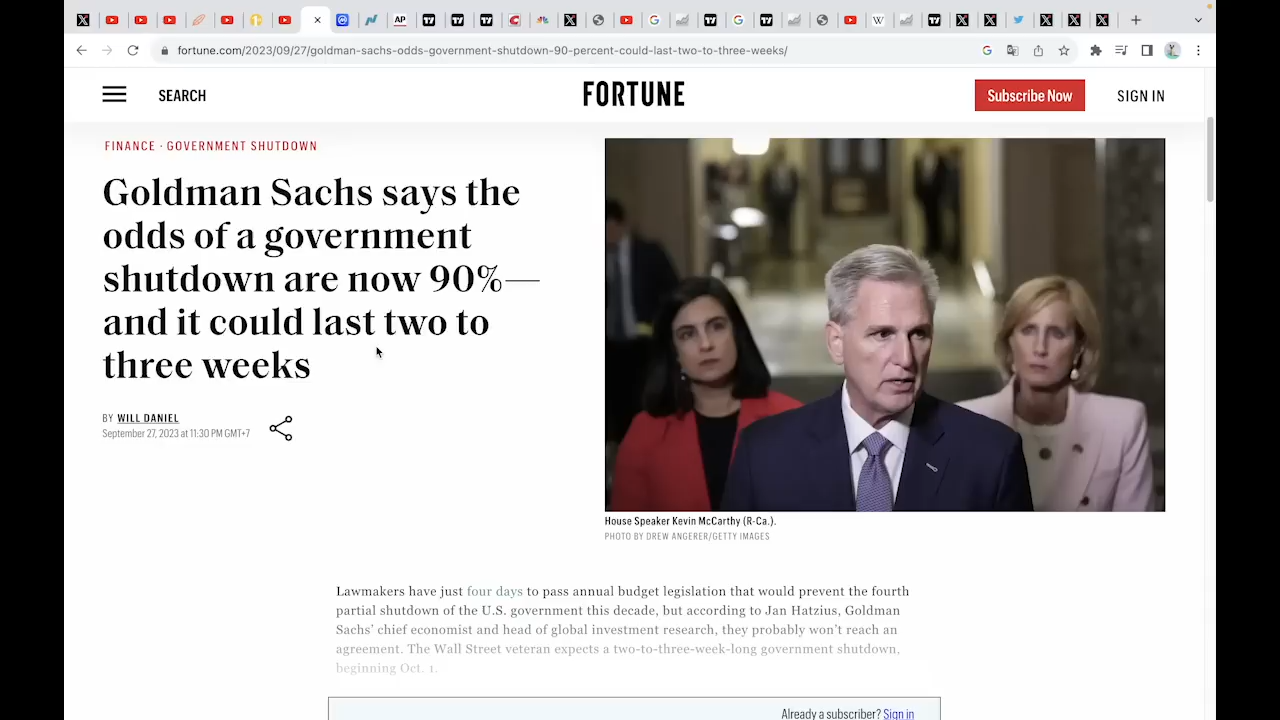 AP
fortune.com/2023/09/27/goldman-sachs-odds-government-shutdown-90-percent-could-last-two-to-three-weeks/
SEARCH
FORTUNE
Subscribe Now
SIGN IN
FINANCE · GOVERNMENT SHUTDOWN
Goldman Sachs says the
odds of a government
shutdown are now 90%—
and it could last two to
three weeks
BY WILL DANIEL
September 27, 2023 at 11:30 PM GMT+7
House Speaker Kevin McCarthy (R-Ca.).
PHOTO BY DREW ANGERER/GETTY IMAGES
Lawmakers have just four days to pass annual budget legislation that would prevent the fourth
partial shutdown of the U.S. government this decade, but according to Jan Hatzius, Goldman
Sachs’ chief economist and head of global investment research, they probably won’t reach an
agreement. The Wall Street veteran expects a two-to-three-week-long government shutdown,
beginning Oct. 1.
Already a subscriber? Sign in